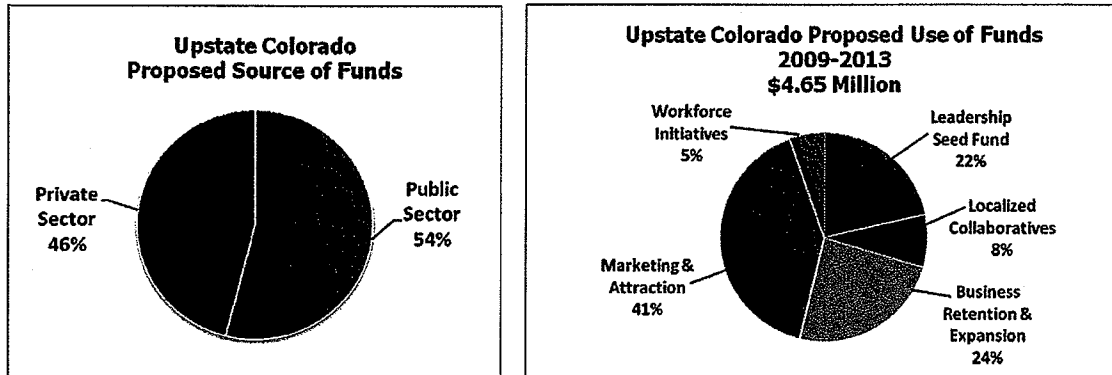 Upstate Colorado
Proposed Source of Funds
Private
Sector
46%
Public
Sector
54%
Upstate Colorado Proposed Use of Funds
2009-2013
$4.65 Million
Workforce
Initiatives
5%
Leadership
Seed Fund
22%
Localized
Collaboratives
8%
Marketing &
Attraction
41%
Business
Retention &
Expansion
24%